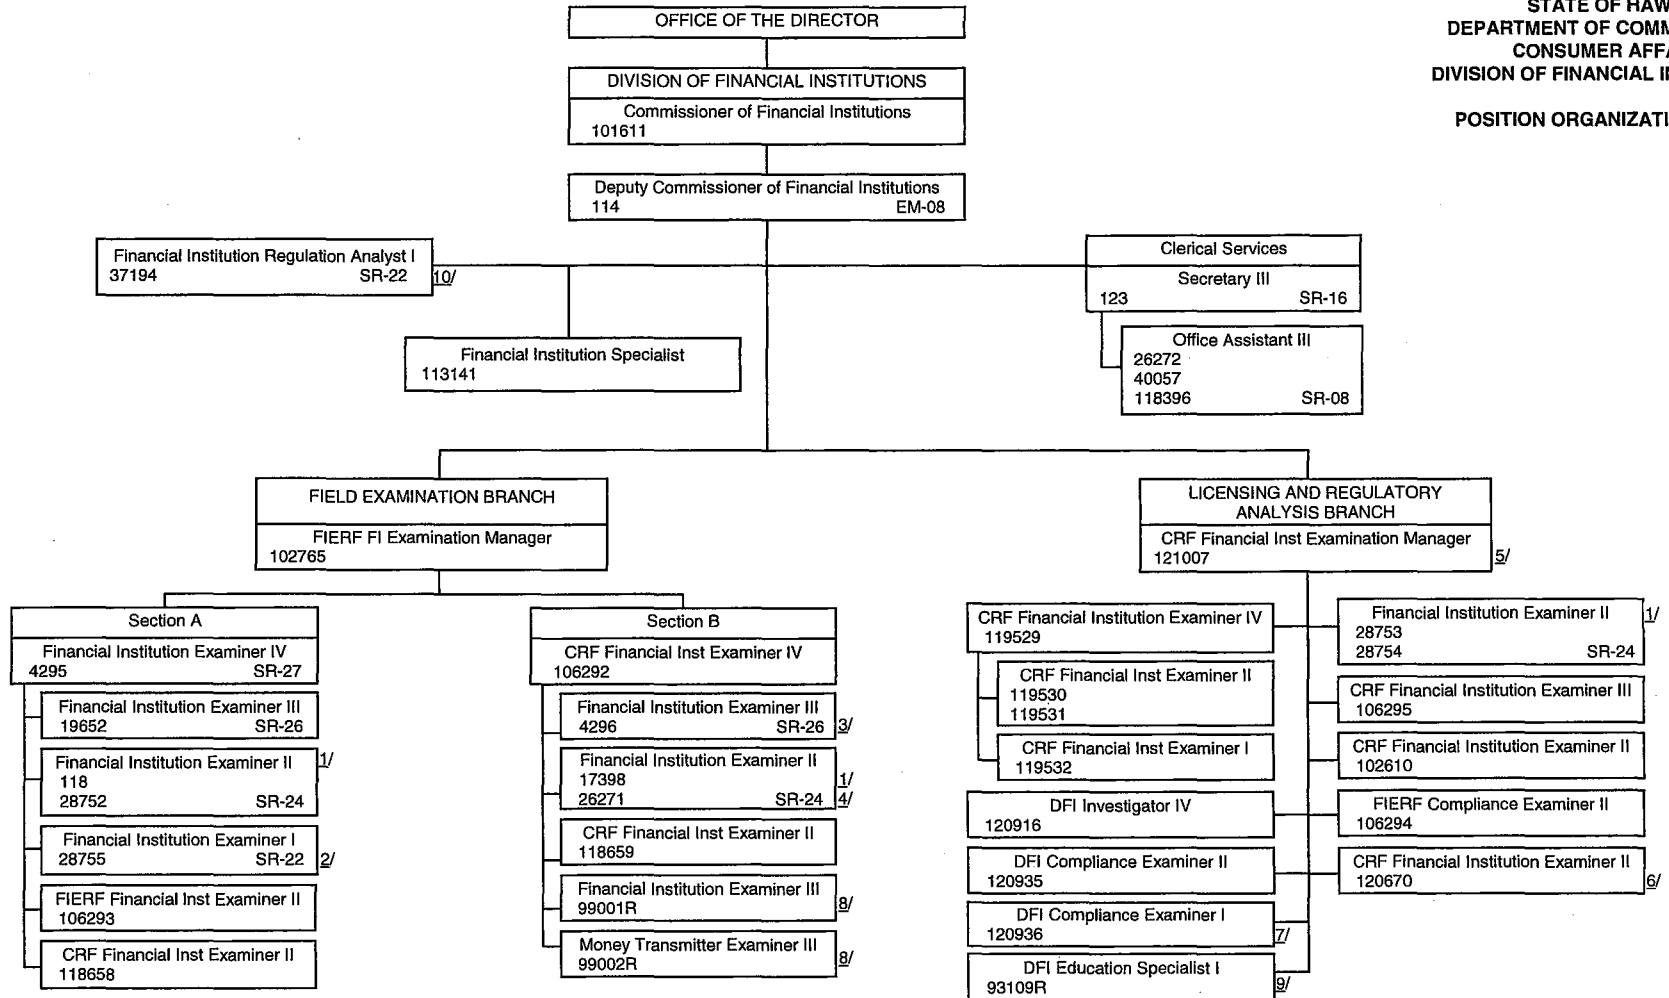 STATE OF HAW
DEPARTMENT OF COMM
CONSUMER AFFA
DIVISION OF FINANCIAL II
POSITION ORGANIZATI
OFFICE OF THE DIRECTOR
DIVISION OF FINANCIAL INSTITUTIONS
Commissioner of Financial Institutions
101611
Deputy Commissioner of Financial Institutions
114 EM-08
Financial Institution Regulation Analyst I
37194 SR-22 10/
Financial Institution Specialist
113141
Clerical Services
Secretary III
123 SR-16
Office Assistant III
26272
40057
118396 SR-08
FIELD EXAMINATION BRANCH
FIERF FI Examination Manager
102765
Section A
Financial Institution Examiner IV
4295 SR-27
Financial Institution Examiner III
19652 SR-26
Financial Institution Examiner II 1/
118
28752 SR-24
Financial Institution Examiner I
28755 SR-22 2/
FIERF Financial Inst Examiner II
106293
CRF Financial Inst Examiner II
118658
Section B
CRF Financial Inst Examiner IV
106292
Financial Institution Examiner III
4296 SR-26 3/
Financial Institution Examiner II
17398 1/
26271 SR-24 4/
CRF Financial Inst Examiner II
118659
Financial Institution Examiner III
99001R 8/
Money Transmitter Examiner III
99002R 8/
LICENSING AND REGULATORY
ANALYSIS BRANCH
CRF Financial Inst Examination Manager
121007 5/
CRF Financial Institution Examiner IV
119529
CRF Financial Inst Examiner II
119530
119531
CRF Financial Inst Examiner I
119532
DFI Investigator IV
120916
DFI Compliance Examiner II
120935
DFI Compliance Examiner I
120936 7/
DFI Education Specialist I
93109R 9/
Financial Institution Examiner II 1/
28753
28754 SR-24
CRF Financial Institution Examiner III
106295
CRF Financial Institution Examiner II
102610
FIERF Compliance Examiner II
106294
CRF Financial Institution Examiner II
120670 6/